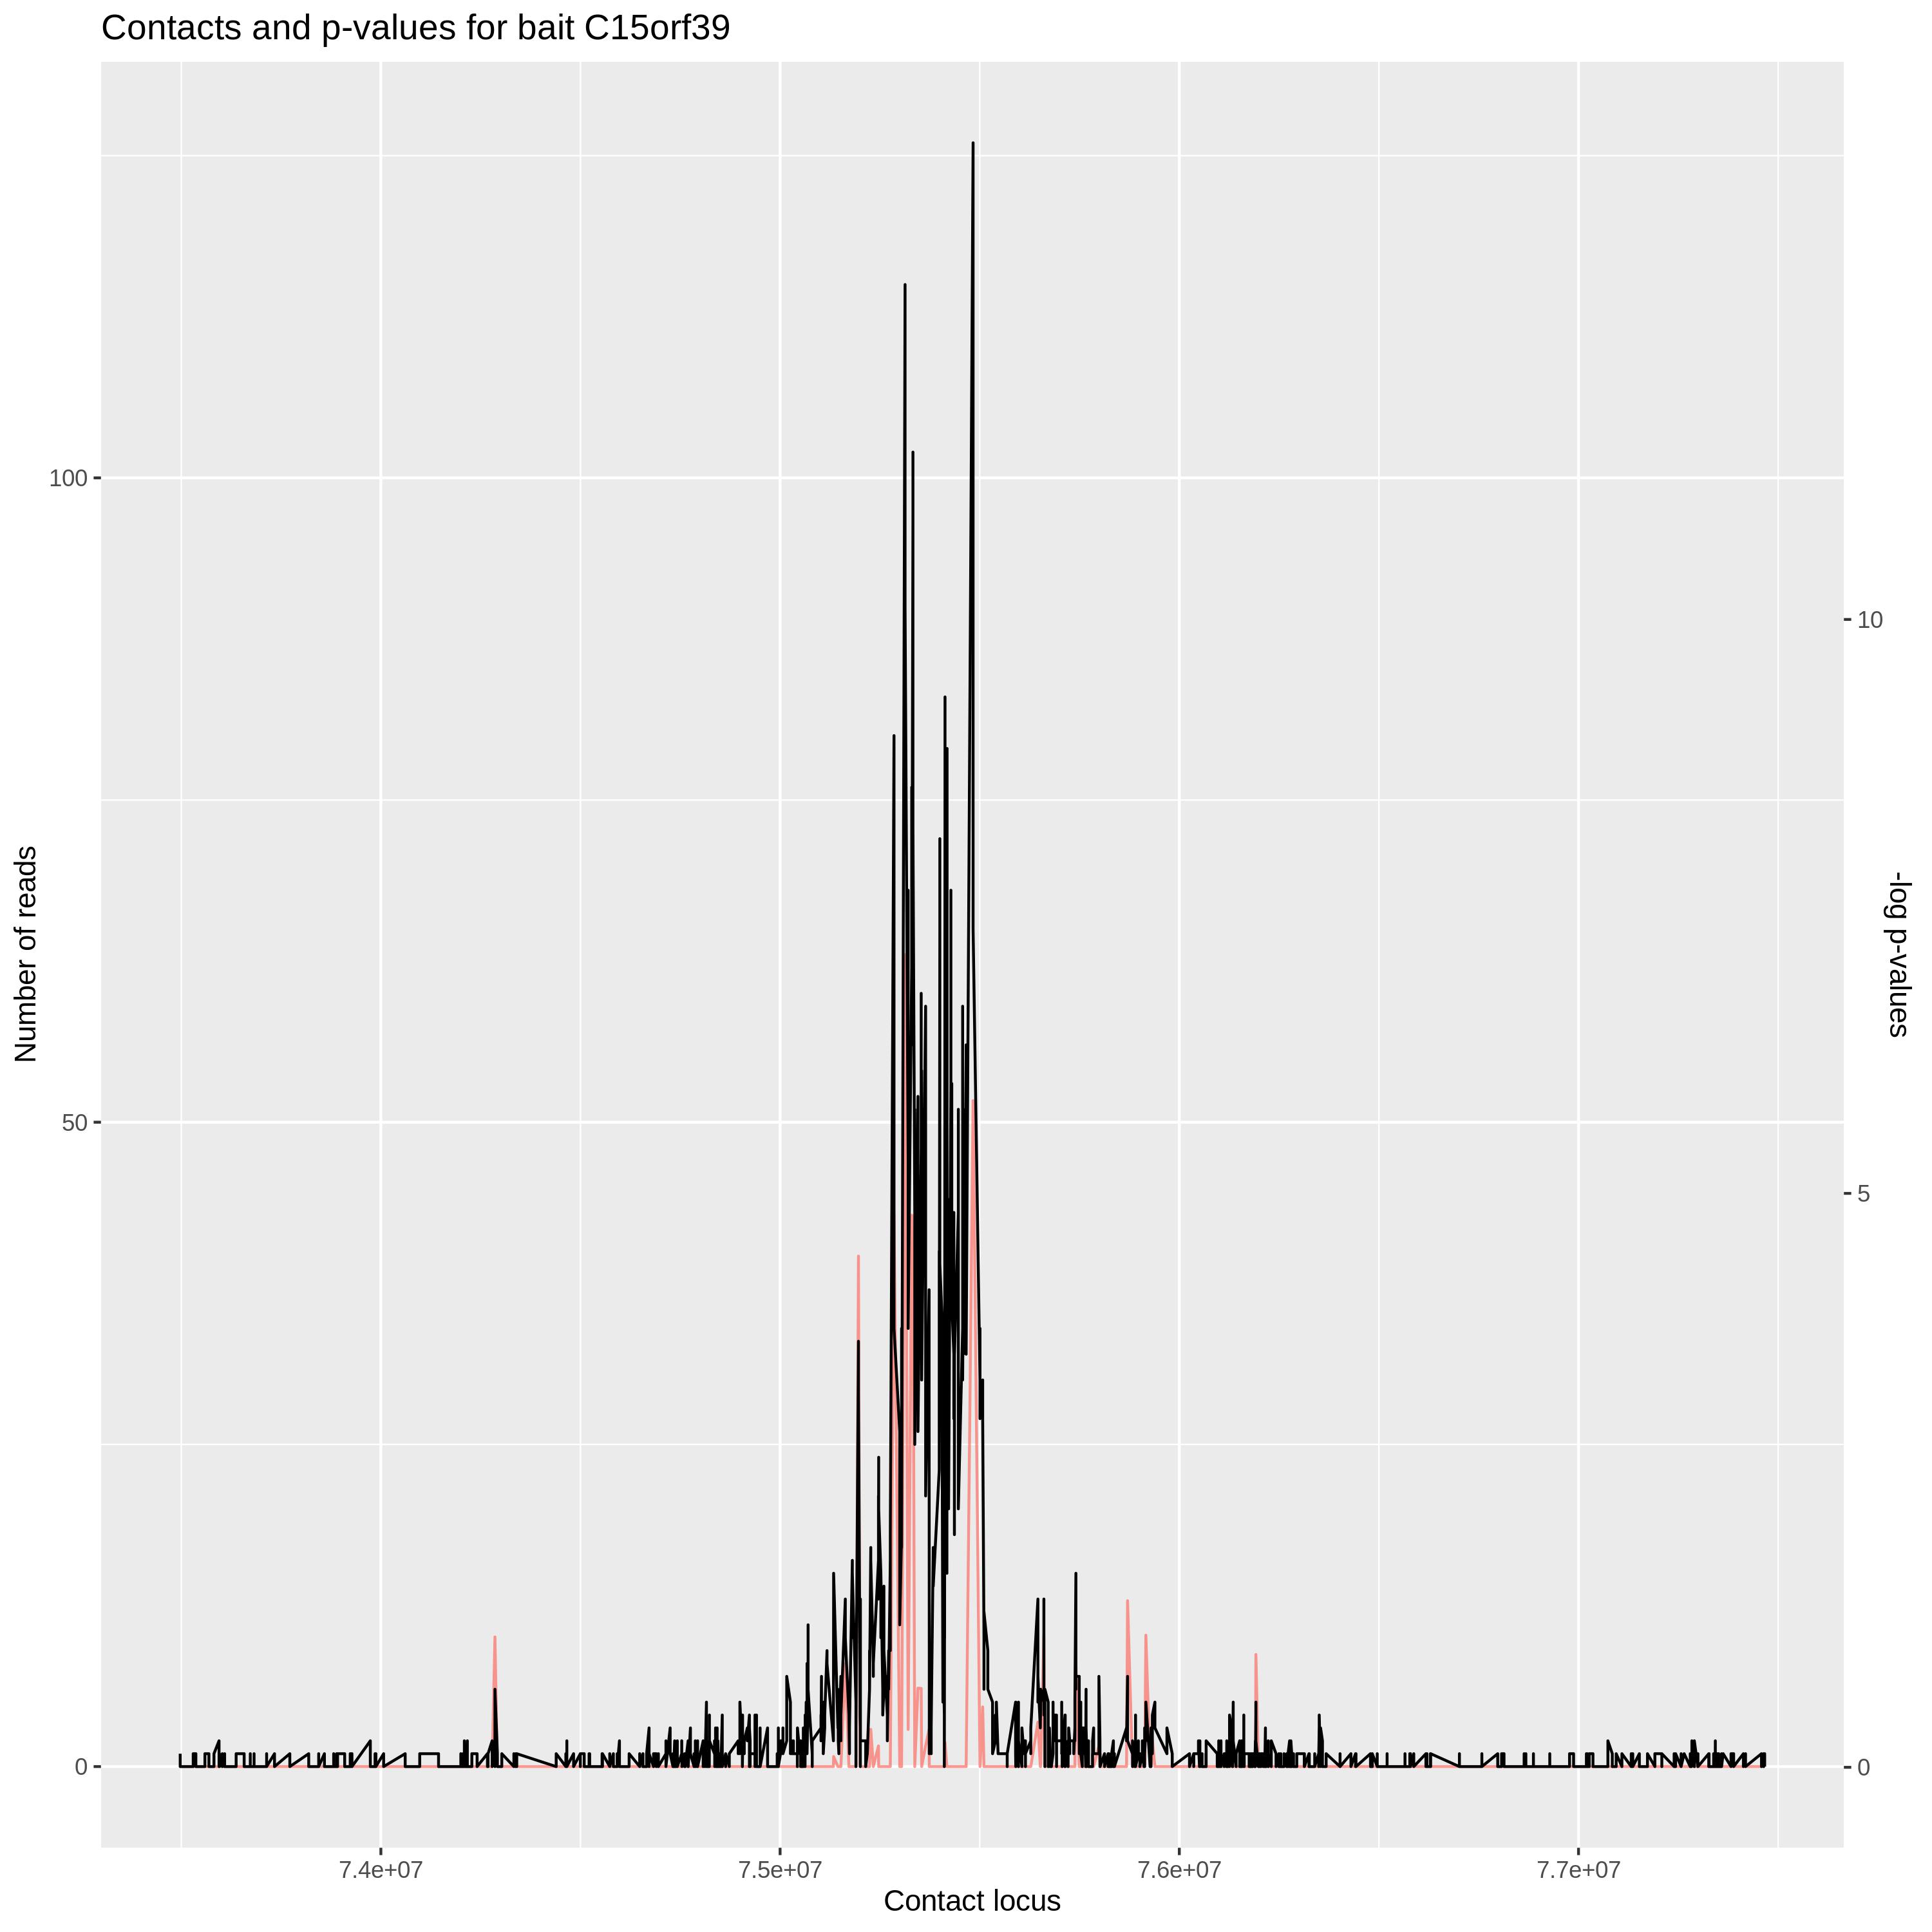 Contacts and p-values for bait C15orf39
Number of reads
100
50
0
10
5
0
-log p-values
7.4e+07
7.5e+07
7.6e+07
7.7e+07
Contact locus